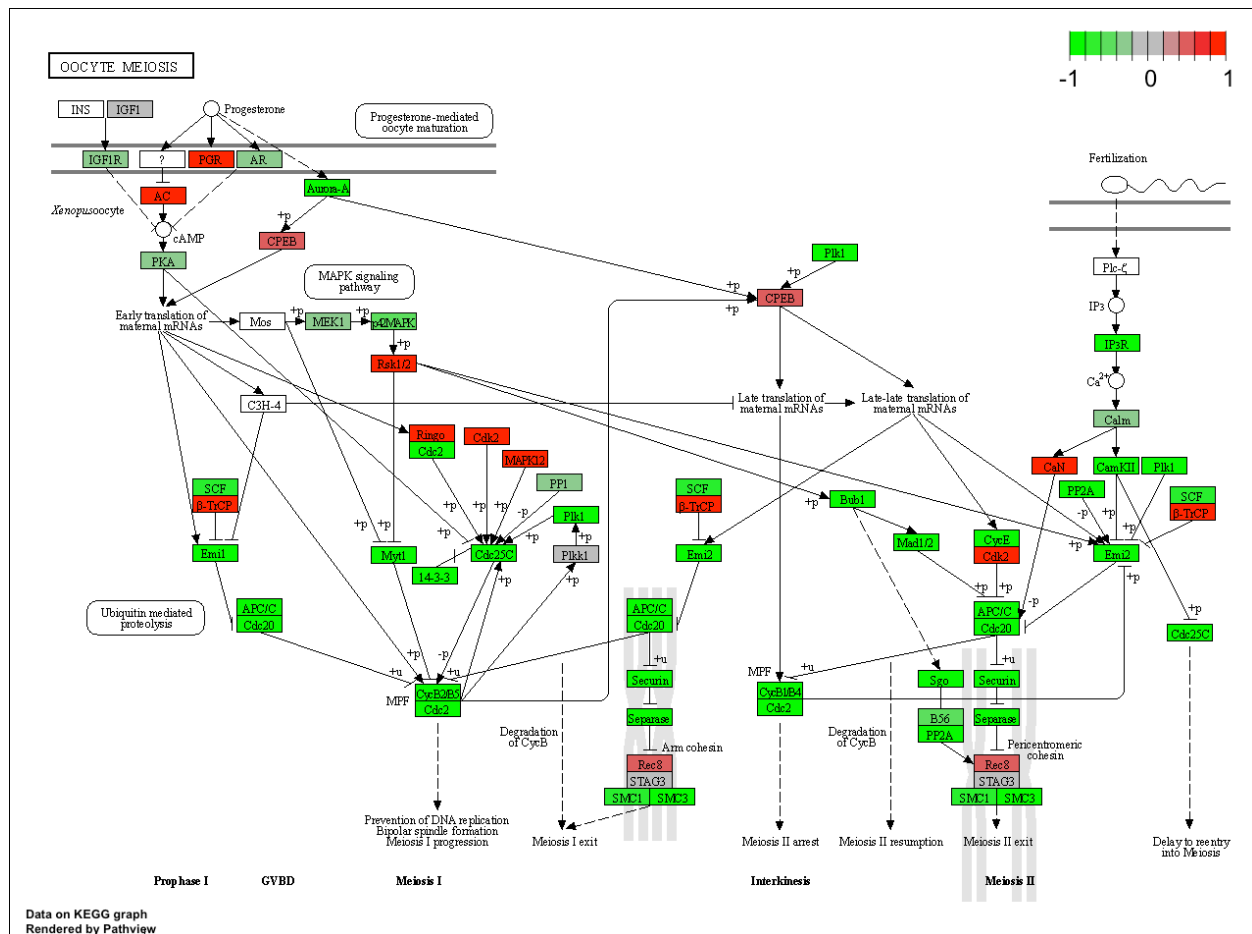 OOCYTE MEIOSIS
-1 0 1
INS IGF1
Progesterone
Progesterone-mediated
oocyte maturation
IGF1R ? PGR AR
Fertilization
Aurora-A
AC
Xenopus oocyte
cAMP
+p
CPEB
PKA
Plk1
+p
Plc-ζ
MAPK signaling
pathway
+p
CPEB
+p
IP3
Early translation of
maternal mRNAs
Mos
+p
MEK1
+p
p42MAPK
+p
IP3R
Rsk1/2
Ca2+
C3H-4
Late translation of
maternal mRNAs
Late-late translation of
maternal mRNAs
Calm
Ringo
Cdc2
Cdk2
MAPK12
PP1
CaN
CamKII
Plk1
PP2A
SCF
β-TrCP
SCF
β-TrCP
SCF
β-TrCP
Bub1
+p
Plk1
+p
+p
+p
+p
-p
+p
+p
+p
+p
Emi1
Myt1
Cdc25C
Plkk1
14-3-3
+p
Emi2
Mad1/2
CycE
Cdk2
-p
+p
+p
Emi2
+p
+p
+p
-p
+p
Ubiquitin mediated
proteolysis
APC/C
Cdc20
APC/C
Cdc20
APC/C
Cdc20
Cdc25C
+u
+p
-p
+u
+u
+u
+u
MPF
CycB2/B5
Cdc2
Securin
MPF
CycB1/B4
Cdc2
Sgo
Securin
Separase
B56
PP2A
Separase
Degradation
of CycB
Arm cohesin
Degradation
of CycB
Pericentromeric
cohesin
Rec8
STAG3
SMC1 SMC3
Rec8
STAG3
SMC1 SMC3
Prevention of DNA replication
Bipolar spindle formation
Meiosis I progression
Meiosis I exit
Meiosis II arrest
Meiosis II resumption
Meiosis II exit
Delay to reentry
into Meiosis
Prophase I GVBD Meiosis I Interkinesis Meiosis II
Data on KEGG graph
Rendered by Pathview